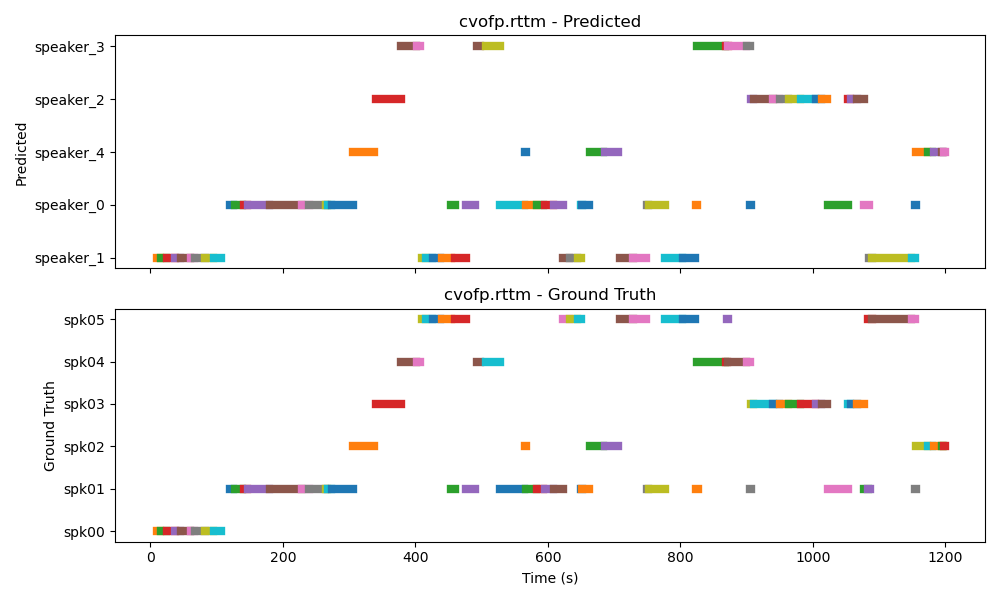 cvofp.rttm - Predicted
speaker_3
speaker_2
speaker_4
speaker_0
speaker_1
Predicted
cvofp.rttm - Ground Truth
spk05
spk04
spk03
spk02
spk01
spk00
Ground Truth
0 200 400 600 800 1000 1200
Time (s)